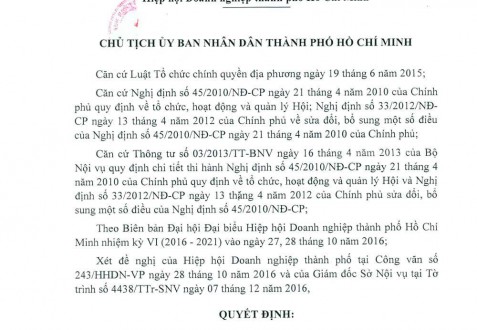 Hiệp hội Doanh nghiệp thành phố Hồ Chí Minh
CHỦ TỊCH ỦY BAN NHÂN DÂN THÀNH PHỐ HỒ CHÍ MINH
Căn cứ Luật Tổ chức chính quyền địa phương ngày 19 tháng 6 năm 2015;
Căn cứ Nghị định số 45/2010/NĐ-CP ngày 21 tháng 4 năm 2010 của Chính
phủ quy định về tổ chức, hoạt động và quản lý Hội; Nghị định số 33/2012/NĐ-
CP ngày 13 tháng 4 năm 2012 của Chính phủ về sửa đổi, bổ sung một số điều
của Nghị định số 45/2010/NĐ-CP ngày 21 tháng 4 năm 2010 của Chính phủ;
Căn cứ Thông tư số 03/2013/TT-BNV ngày 16 tháng 4 năm 2013 của Bộ
Nội vụ quy định chi tiết thi hành Nghị định số 45/2010/NĐ-CP ngày 21 tháng 4
năm 2010 của Chính phủ quy định về tổ chức, hoạt động và quản lý Hội và Nghị
định số 33/2012/NĐ-CP ngày 13 thặng 4 năm 2012 của Chính phủ sửa đổi, bổ
sung một số điều của Nghị định số 45/2010/NĐ-CP;
Theo Biên bản Đại hội Đại biểu Hiệp hội Doanh nghiệp thành phố Hồ Chí
Minh nhiệm kỳ VI (2016 - 2021) vào ngày 27, 28 tháng 10 năm 2016;
Xét đề nghị của Hiệp hội Doanh nghiệp thành phố tại Công văn số
243/HHDN-VP ngày 28 tháng 10 năm 2016 và của Giám đốc Sở Nội vụ tại Tờ
trình số 4438/TTr-SNV ngày 07 tháng 12 năm 2016,
QUYẾT ĐỊNH: